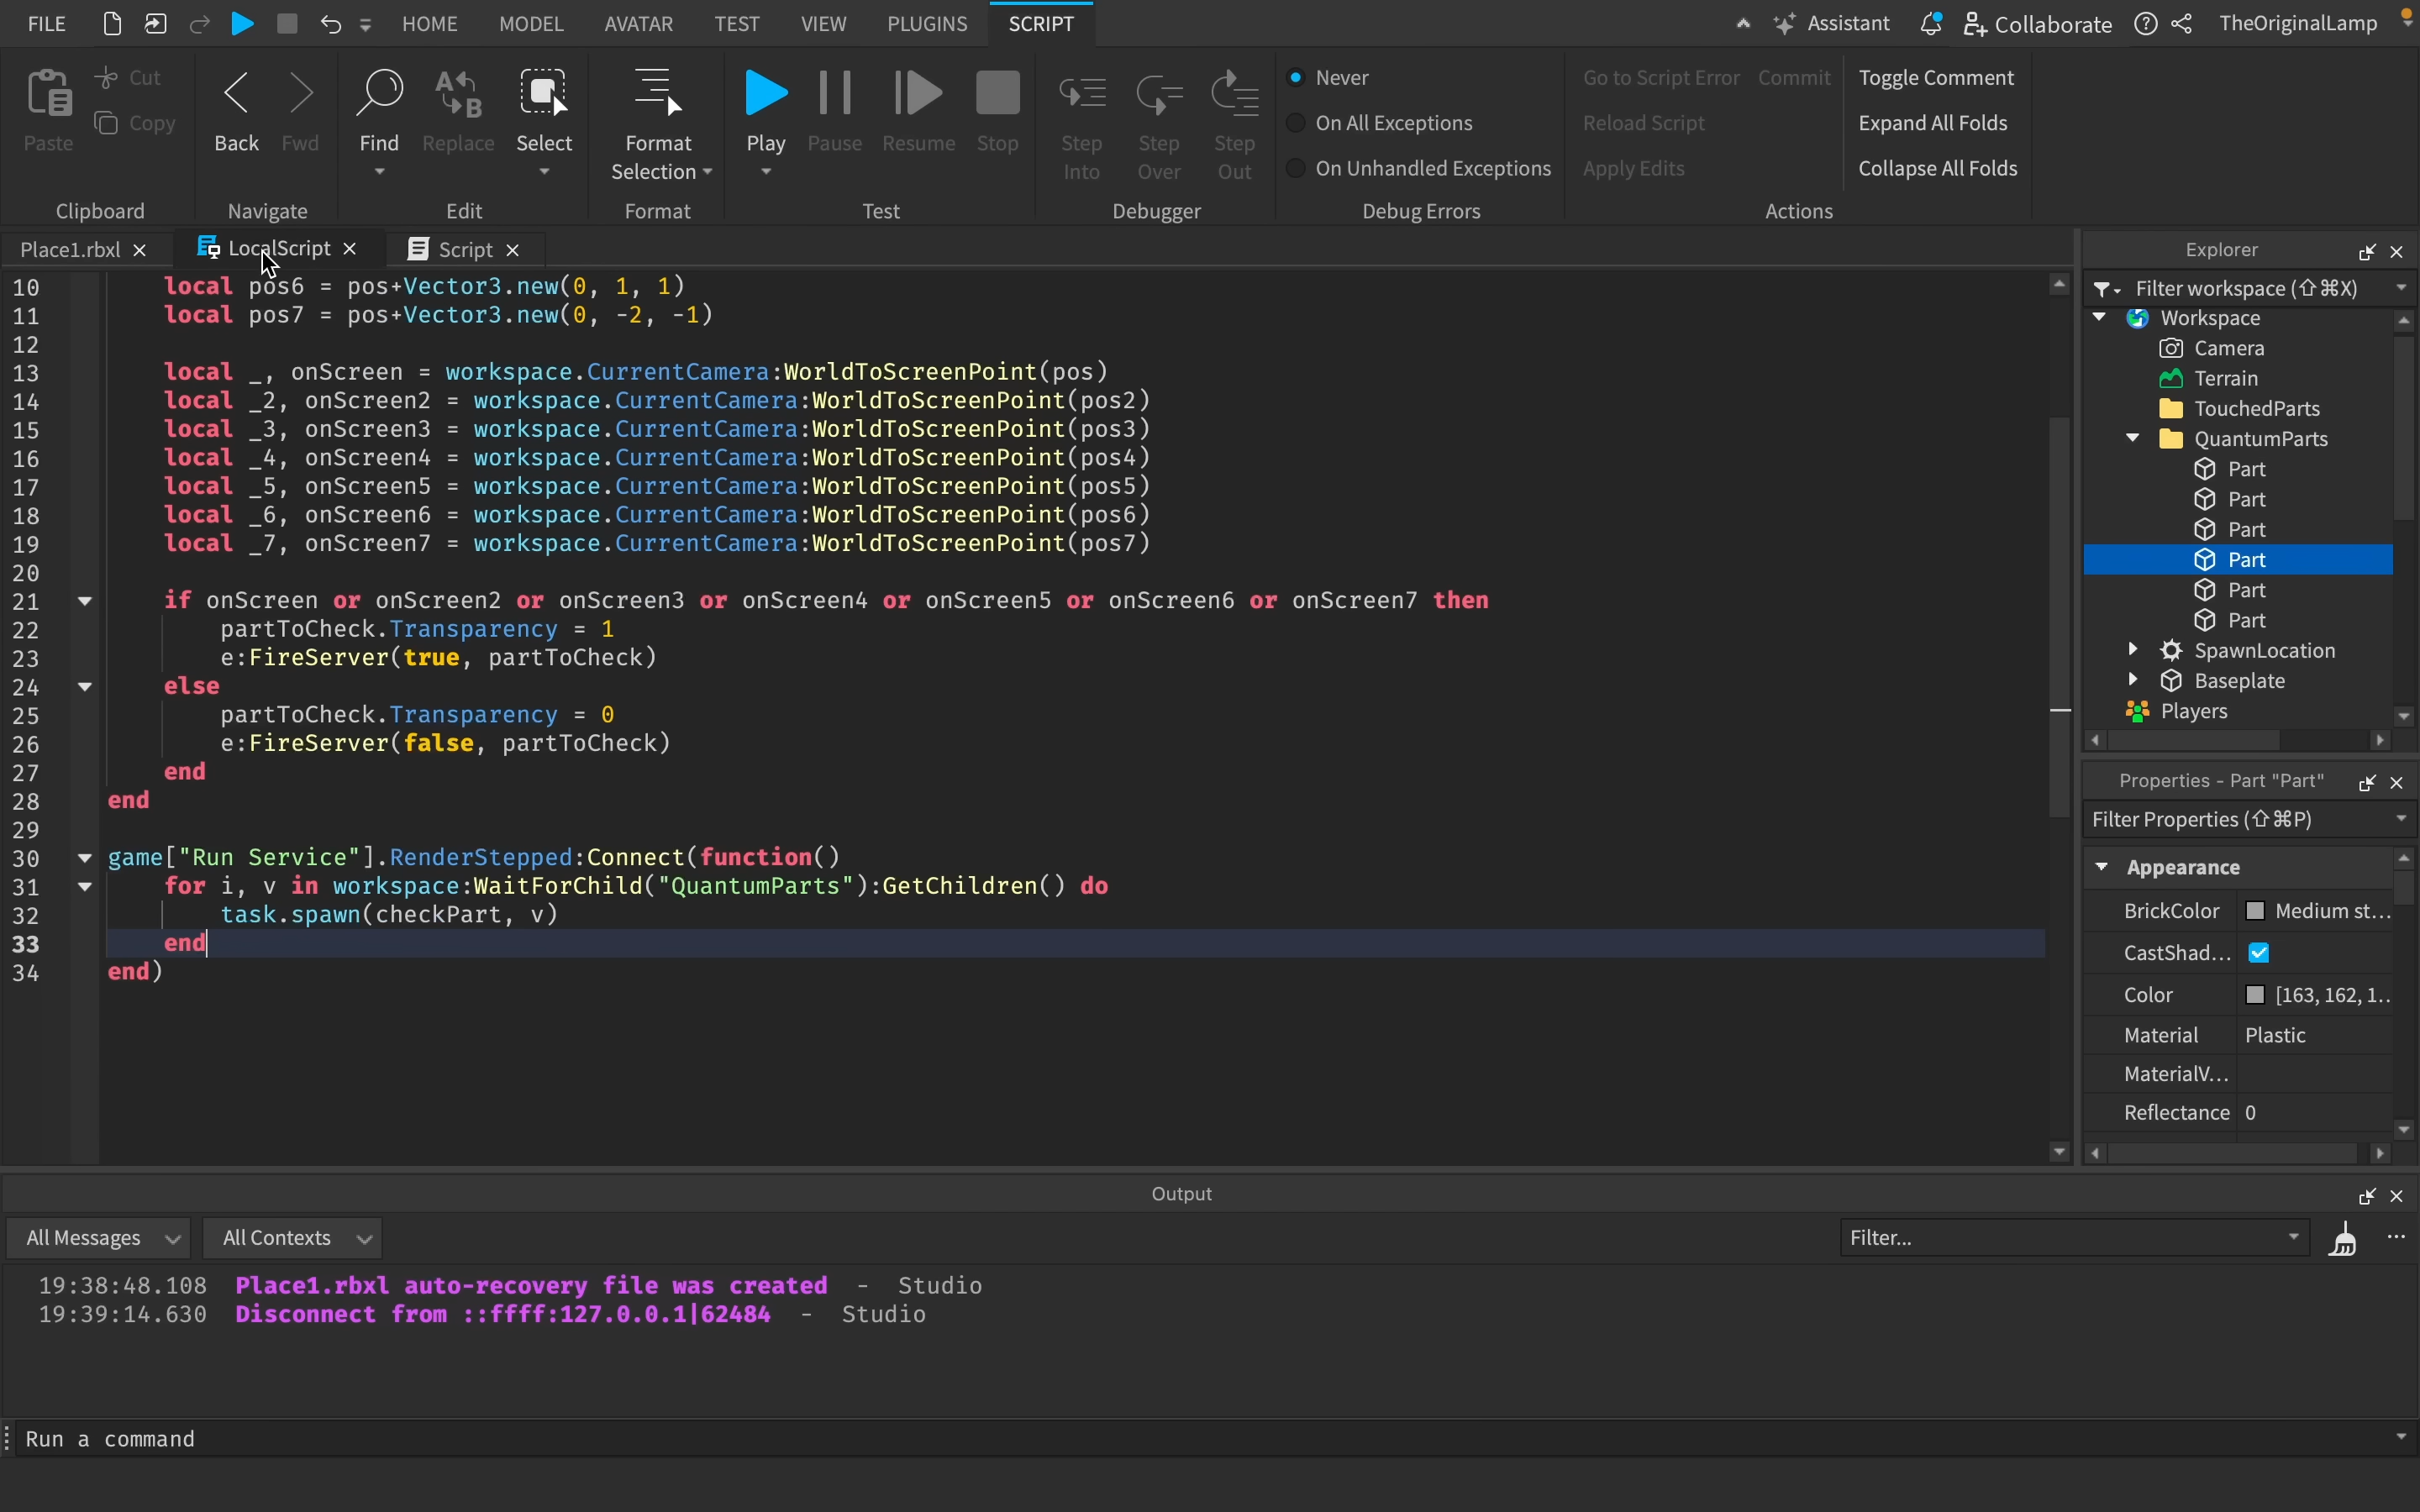 FILE HOME MODEL AVATAR TEST VIEW PLUGINS SCRIPT Assistant Collaborate TheOriginalLamp
Paste Cut Copy Back Fwd Find Replace Select Format Selection Play Pause Resume Stop Step Into Step Over Step Out
Never
On All Exceptions
On Unhandled Exceptions
Go to Script Error Commit
Reload Script
Apply Edits
Toggle Comment
Expand All Folds
Collapse All Folds
Clipboard Navigate Edit Format Test Debugger Debug Errors Actions
Place1.rbxl LocalScript Script
10 local pos6 = pos+Vector3.new(0, 1, 1)
11 local pos7 = pos+Vector3.new(0, -2, -1)
12
13 local _, onScreen = workspace.CurrentCamera:WorldToScreenPoint(pos)
14 local _2, onScreen2 = workspace.CurrentCamera:WorldToScreenPoint(pos2)
15 local _3, onScreen3 = workspace.CurrentCamera:WorldToScreenPoint(pos3)
16 local _4, onScreen4 = workspace.CurrentCamera:WorldToScreenPoint(pos4)
17 local _5, onScreen5 = workspace.CurrentCamera:WorldToScreenPoint(pos5)
18 local _6, onScreen6 = workspace.CurrentCamera:WorldToScreenPoint(pos6)
19 local _7, onScreen7 = workspace.CurrentCamera:WorldToScreenPoint(pos7)
20
21 if onScreen or onScreen2 or onScreen3 or onScreen4 or onScreen5 or onScreen6 or onScreen7 then
22 partToCheck.Transparency = 1
23 e:FireServer(true, partToCheck)
24 else
25 partToCheck.Transparency = 0
26 e:FireServer(false, partToCheck)
27 end
28 end
29
30 game["Run Service"].RenderStepped:Connect(function()
31 for i, v in workspace:WaitForChild("QuantumParts"):GetChildren() do
32 task.spawn(checkPart, v)
33 end
34 end)
Explorer
Filter workspace (⇧⌘X)
Workspace
Camera
Terrain
TouchedParts
QuantumParts
Part
Part
Part
Part
Part
Part
SpawnLocation
Baseplate
Players
Properties - Part "Part"
Filter Properties (⇧⌘P)
Appearance
BrickColor Medium st...
CastShad...
Color [163, 162, 1...
Material Plastic
MaterialV...
Reflectance 0
Output
All Messages All Contexts Filter...
19:38:48.108 Place1.rbxl auto-recovery file was created - Studio
19:39:14.630 Disconnect from ::ffff:127.0.0.1|62484 - Studio
Run a command